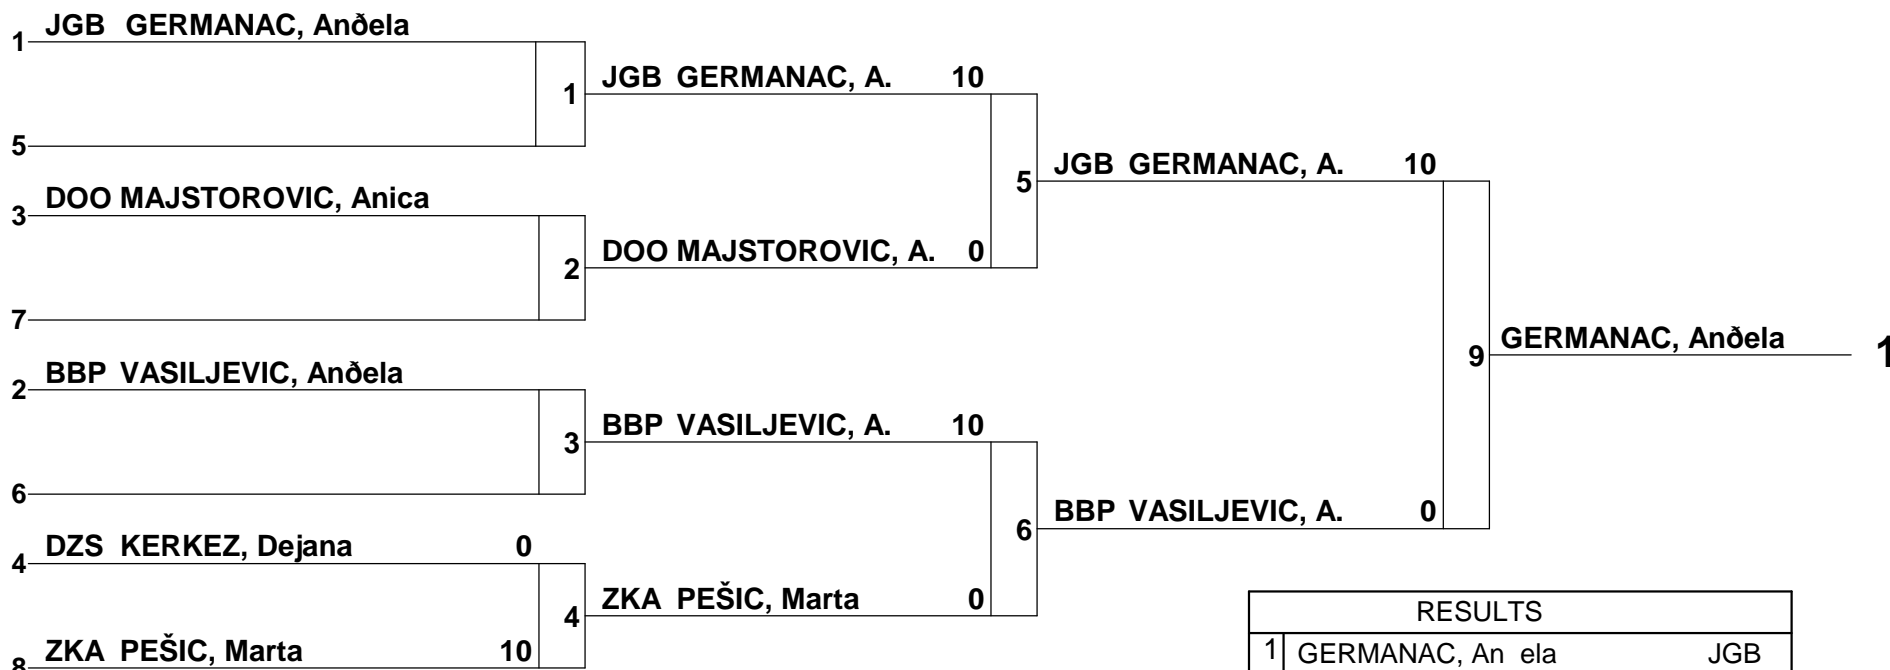 JGB GERMANAC, Anðela
1
1
JGB GERMANAC, A. 10
5
DOO MAJSTOROVIC, Anica
3
2
DOO MAJSTOROVIC, A. 0
7
5
JGB GERMANAC, A. 10
BBP VASILJEVIC, Anðela
2
3
BBP VASILJEVIC, A. 10
6
DZS KERKEZ, Dejana 0
4
4
ZKA PEŠIC, Marta 0
ZKA PEŠIC, Marta 10
8
6
BBP VASILJEVIC, A. 0
9
GERMANAC, Anðela 1
RESULTS
1 GERMANAC, An ela JGB